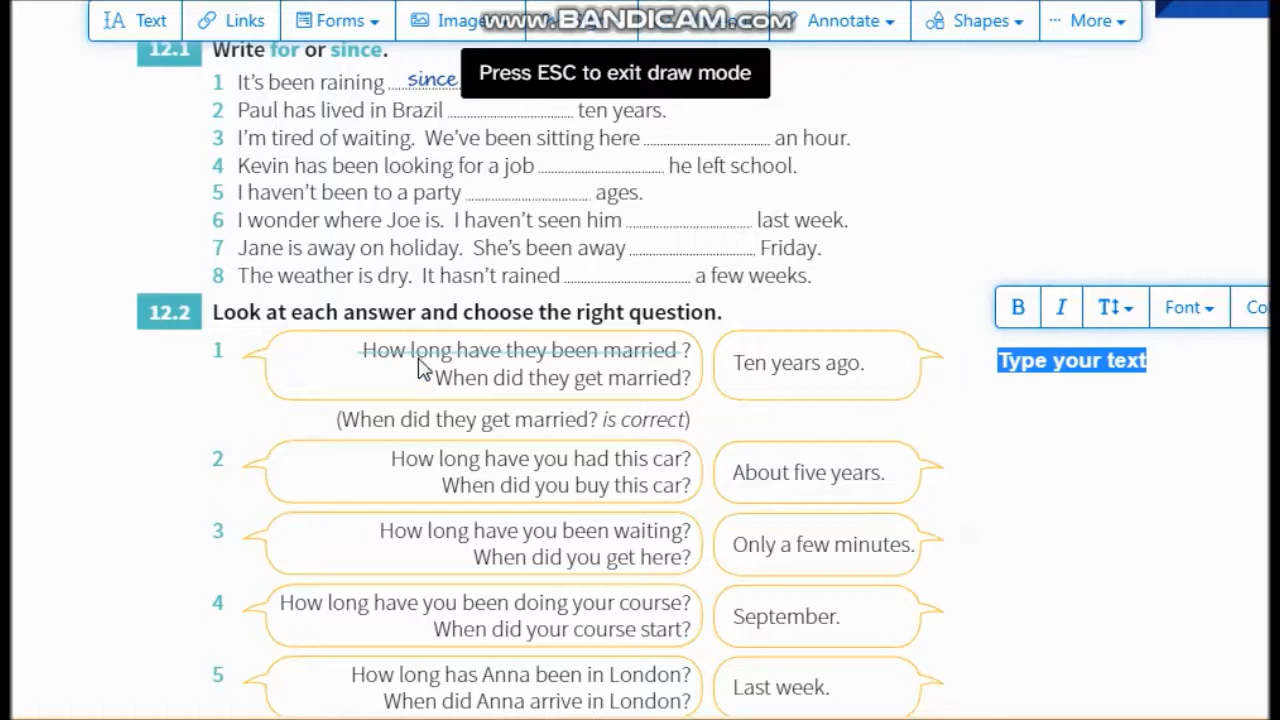 Text Links Forms Image Annotate Shapes More
www.BANDICAM.com
12.1 Write for or since.
Press ESC to exit draw mode
1 It's been raining since
2 Paul has lived in Brazil ten years.
3 I'm tired of waiting. We've been sitting here an hour.
4 Kevin has been looking for a job he left school.
5 I haven't been to a party ages.
6 I wonder where Joe is. I haven't seen him last week.
7 Jane is away on holiday. She's been away Friday.
8 The weather is dry. It hasn't rained a few weeks.
B I T Font Co
12.2 Look at each answer and choose the right question.
1 How long have they been married ?
When did they get married?
Ten years ago.
Type your text
(When did they get married? is correct)
2 How long have you had this car?
When did you buy this car?
About five years.
3 How long have you been waiting?
When did you get here?
Only a few minutes.
4 How long have you been doing your course?
When did your course start?
September.
5 How long has Anna been in London?
When did Anna arrive in London?
Last week.